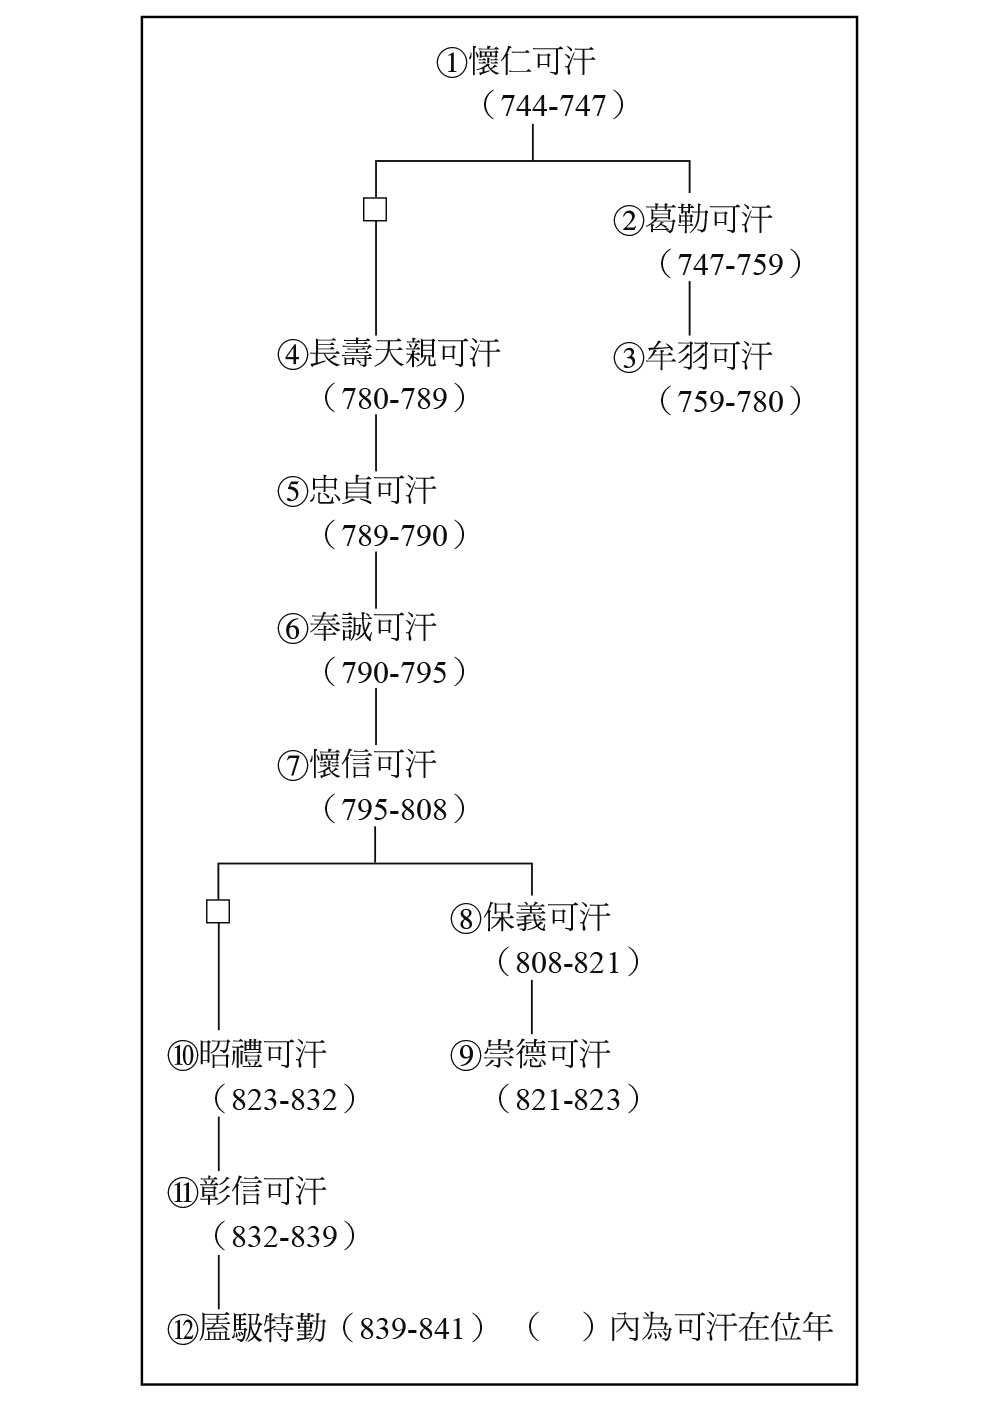 ①懷仁可汗
（744-747）
②葛勒可汗
（747-759）
④長壽天親可汗
（780-789）
③牟羽可汗
（759-780）
⑤忠貞可汗
（789-790）
⑥奉誠可汗
（790-795）
⑦懷信可汗
（795-808）
⑧保義可汗
（808-821）
⑩昭禮可汗
（823-832）
⑨崇德可汗
（821-823）
⑪彰信可汗
（832-839）
⑫㕎馺特勤（839-841）　（　）內為可汗在位年